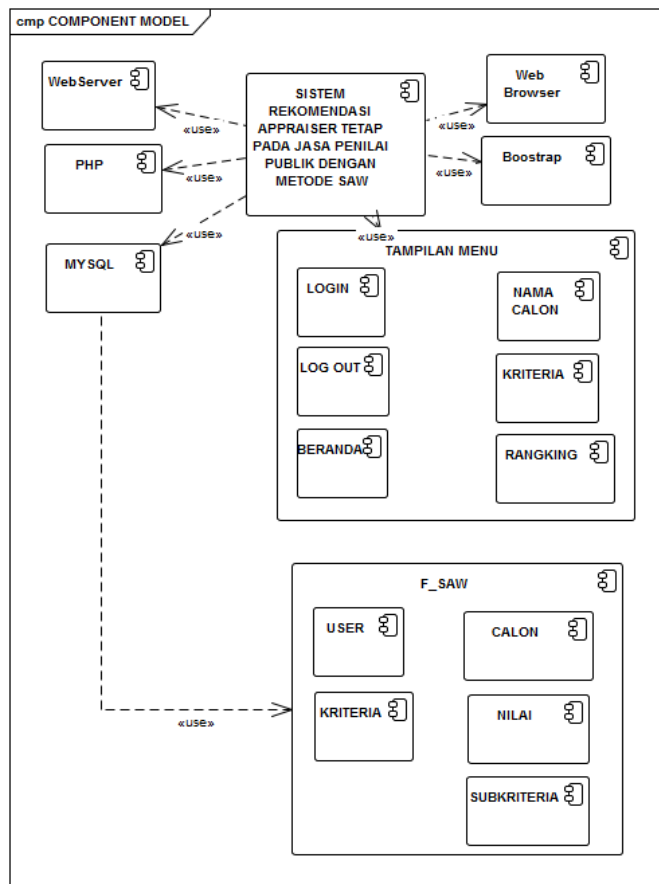 cmp COMPONENT MODEL
WebServer
SISTEM
REKOMENDASI
APPRAISER TETAP
PADA JASA PENILAI
PUBLIK DENGAN
METODE SAW
Web
Browser
«use»
«use»
PHP
Boostrap
«use»
«use»
MYSQL
«use»
«use»
TAMPILAN MENU
LOGIN
NAMA
CALON
LOG OUT
KRITERIA
BERANDA
RANGKING
F_SAW
USER
CALON
KRITERIA
NILAI
«use»
SUBKRITERIA